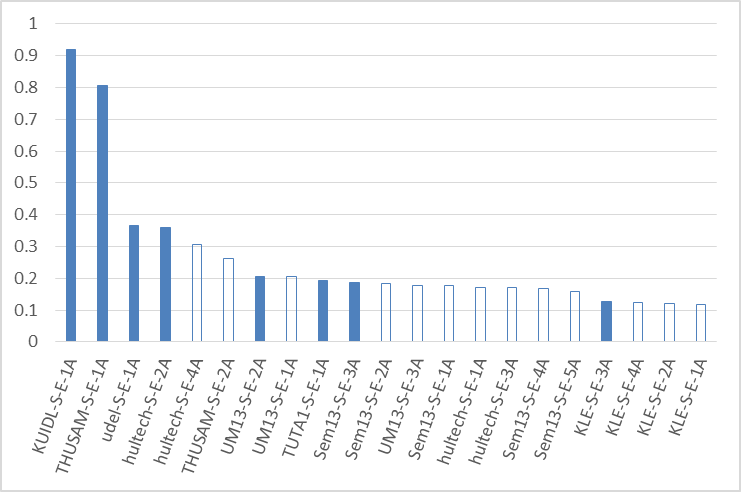 1
0.9
0.8
0.7
0.6
0.5
0.4
0.3
0.2
0.1
0
KUIDL-S-E-1A
THUSAM-S-E-1A
udel-S-E-1A
hultech-S-E-2A
hultech-S-E-4A
THUSAM-S-E-2A
UM13-S-E-2A
UM13-S-E-1A
TUTA1-S-E-1A
Sem13-S-E-3A
Sem13-S-E-2A
UM13-S-E-3A
Sem13-S-E-1A
hultech-S-E-1A
hultech-S-E-3A
Sem13-S-E-4A
Sem13-S-E-5A
KLE-S-E-3A
KLE-S-E-4A
KLE-S-E-2A
KLE-S-E-1A